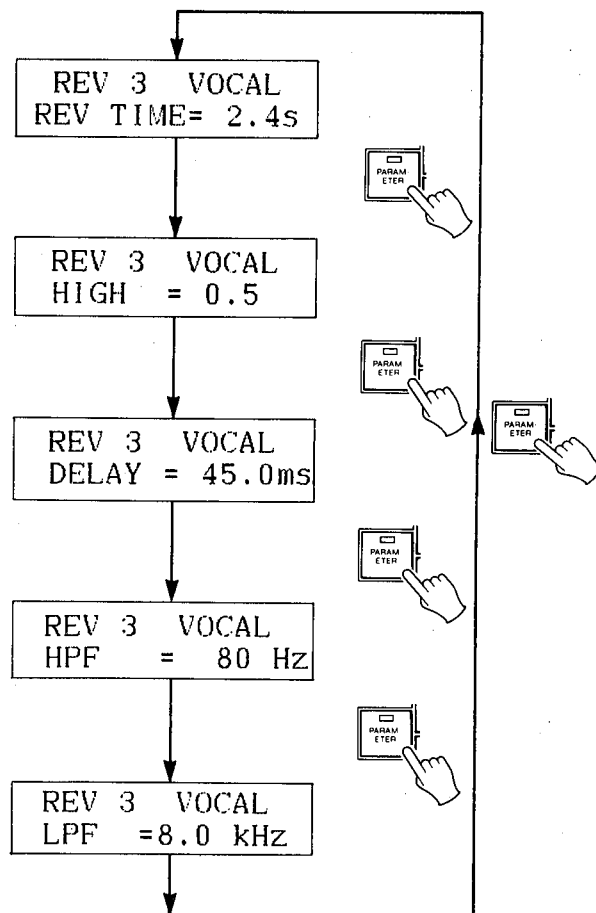 REV 3 VOCAL
REV TIME= 2.4s
PARAM
ETER
REV 3 VOCAL
HIGH = 0.5
PARAM
ETER
PARAM-
ETER
REV 3 VOCAL
DELAY = 45.0ms
PARAM
ETER
REV 3 VOCAL
HPF = 80 Hz
PARAM
ETER
REV 3 VOCAL
LPF =8.0 kHz